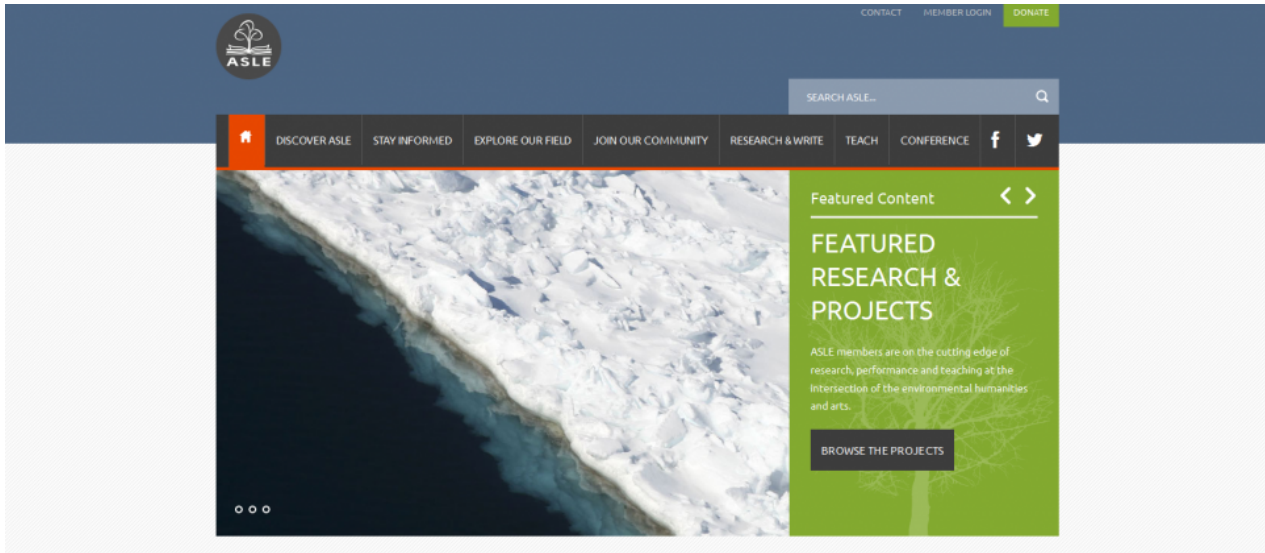 CONTACT MEMBER LOGIN DONATE
ASLE
SEARCH ASLE...
DISCOVER ASLE STAY INFORMED EXPLORE OUR FIELD JOIN OUR COMMUNITY RESEARCH & WRITE TEACH CONFERENCE
Featured Content
FEATURED
RESEARCH &
PROJECTS
ASLE members are on the cutting edge of
research, performance and teaching at the
intersection of the environmental humanities
and arts.
BROWSE THE PROJECTS